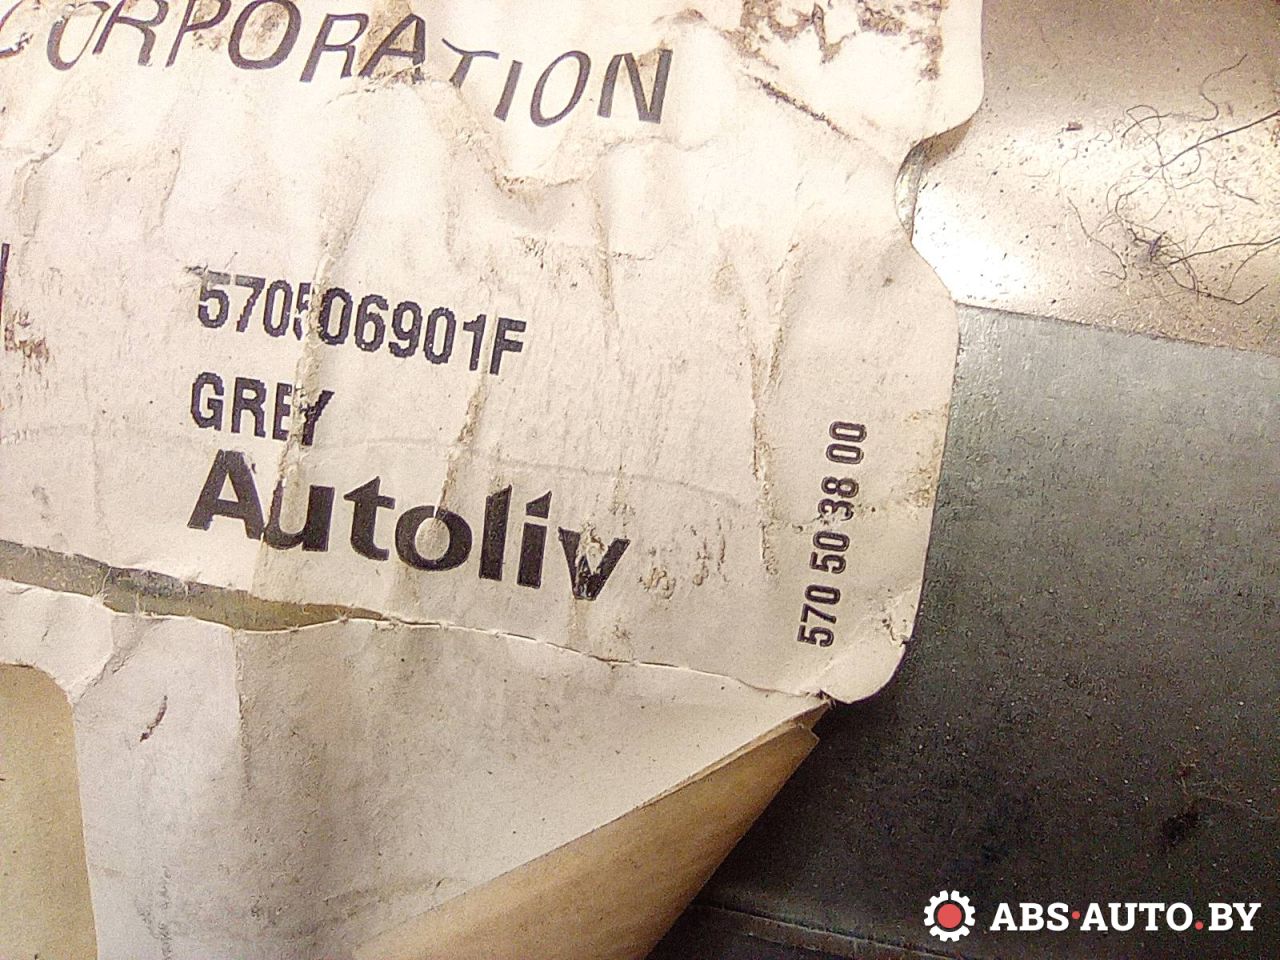 CORPORATION
570506901F
GREY
Autoliv
570 50 38 00
ABS·AUTO.BY